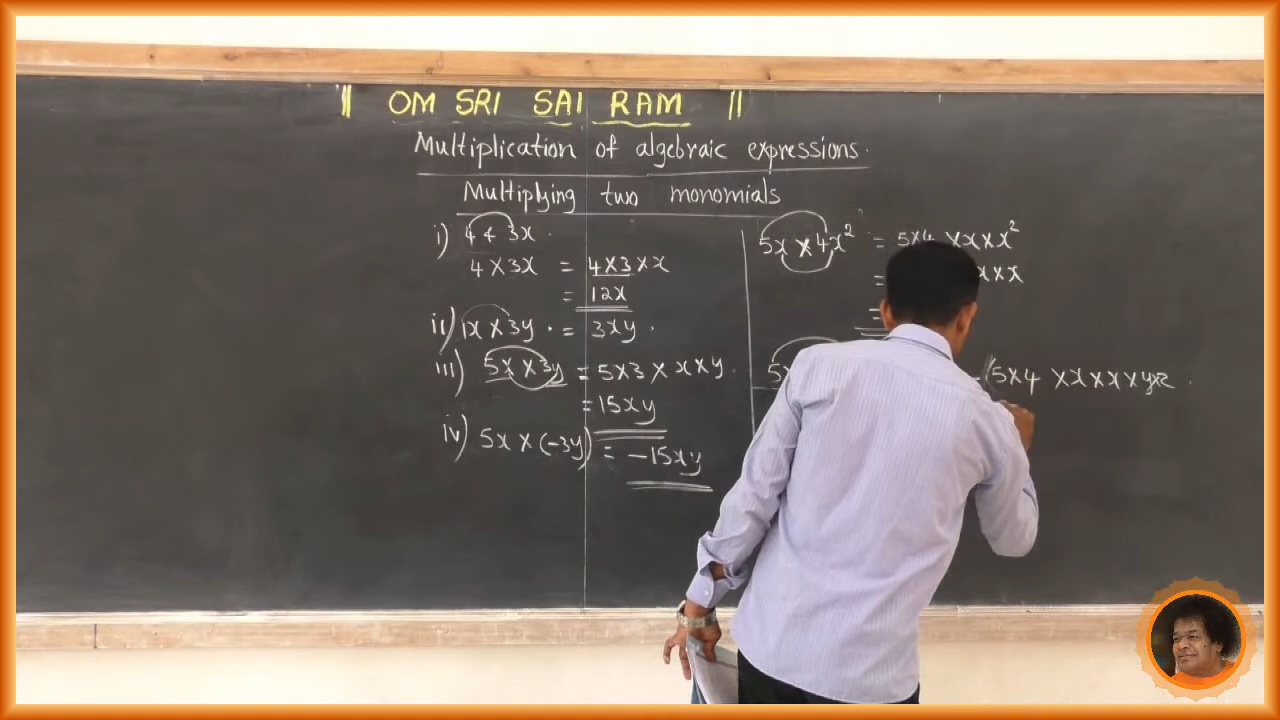 || OM SRI SAI RAM ||
Multiplication of algebraic expressions.
Multiplying two monomials
i) 4 & 3x.
4 × 3x = 4×3 × x
= 12x
ii) 1x × 3y = 3xy.
iii) 5x × 3y = 5×3 × x × y.
= 15xy
iv) 5x × (-3y) = -15xy
5x × 4x² = 5×4 × x × x²
= × x × x
=
5x = (5×4 × x × x × y × z.